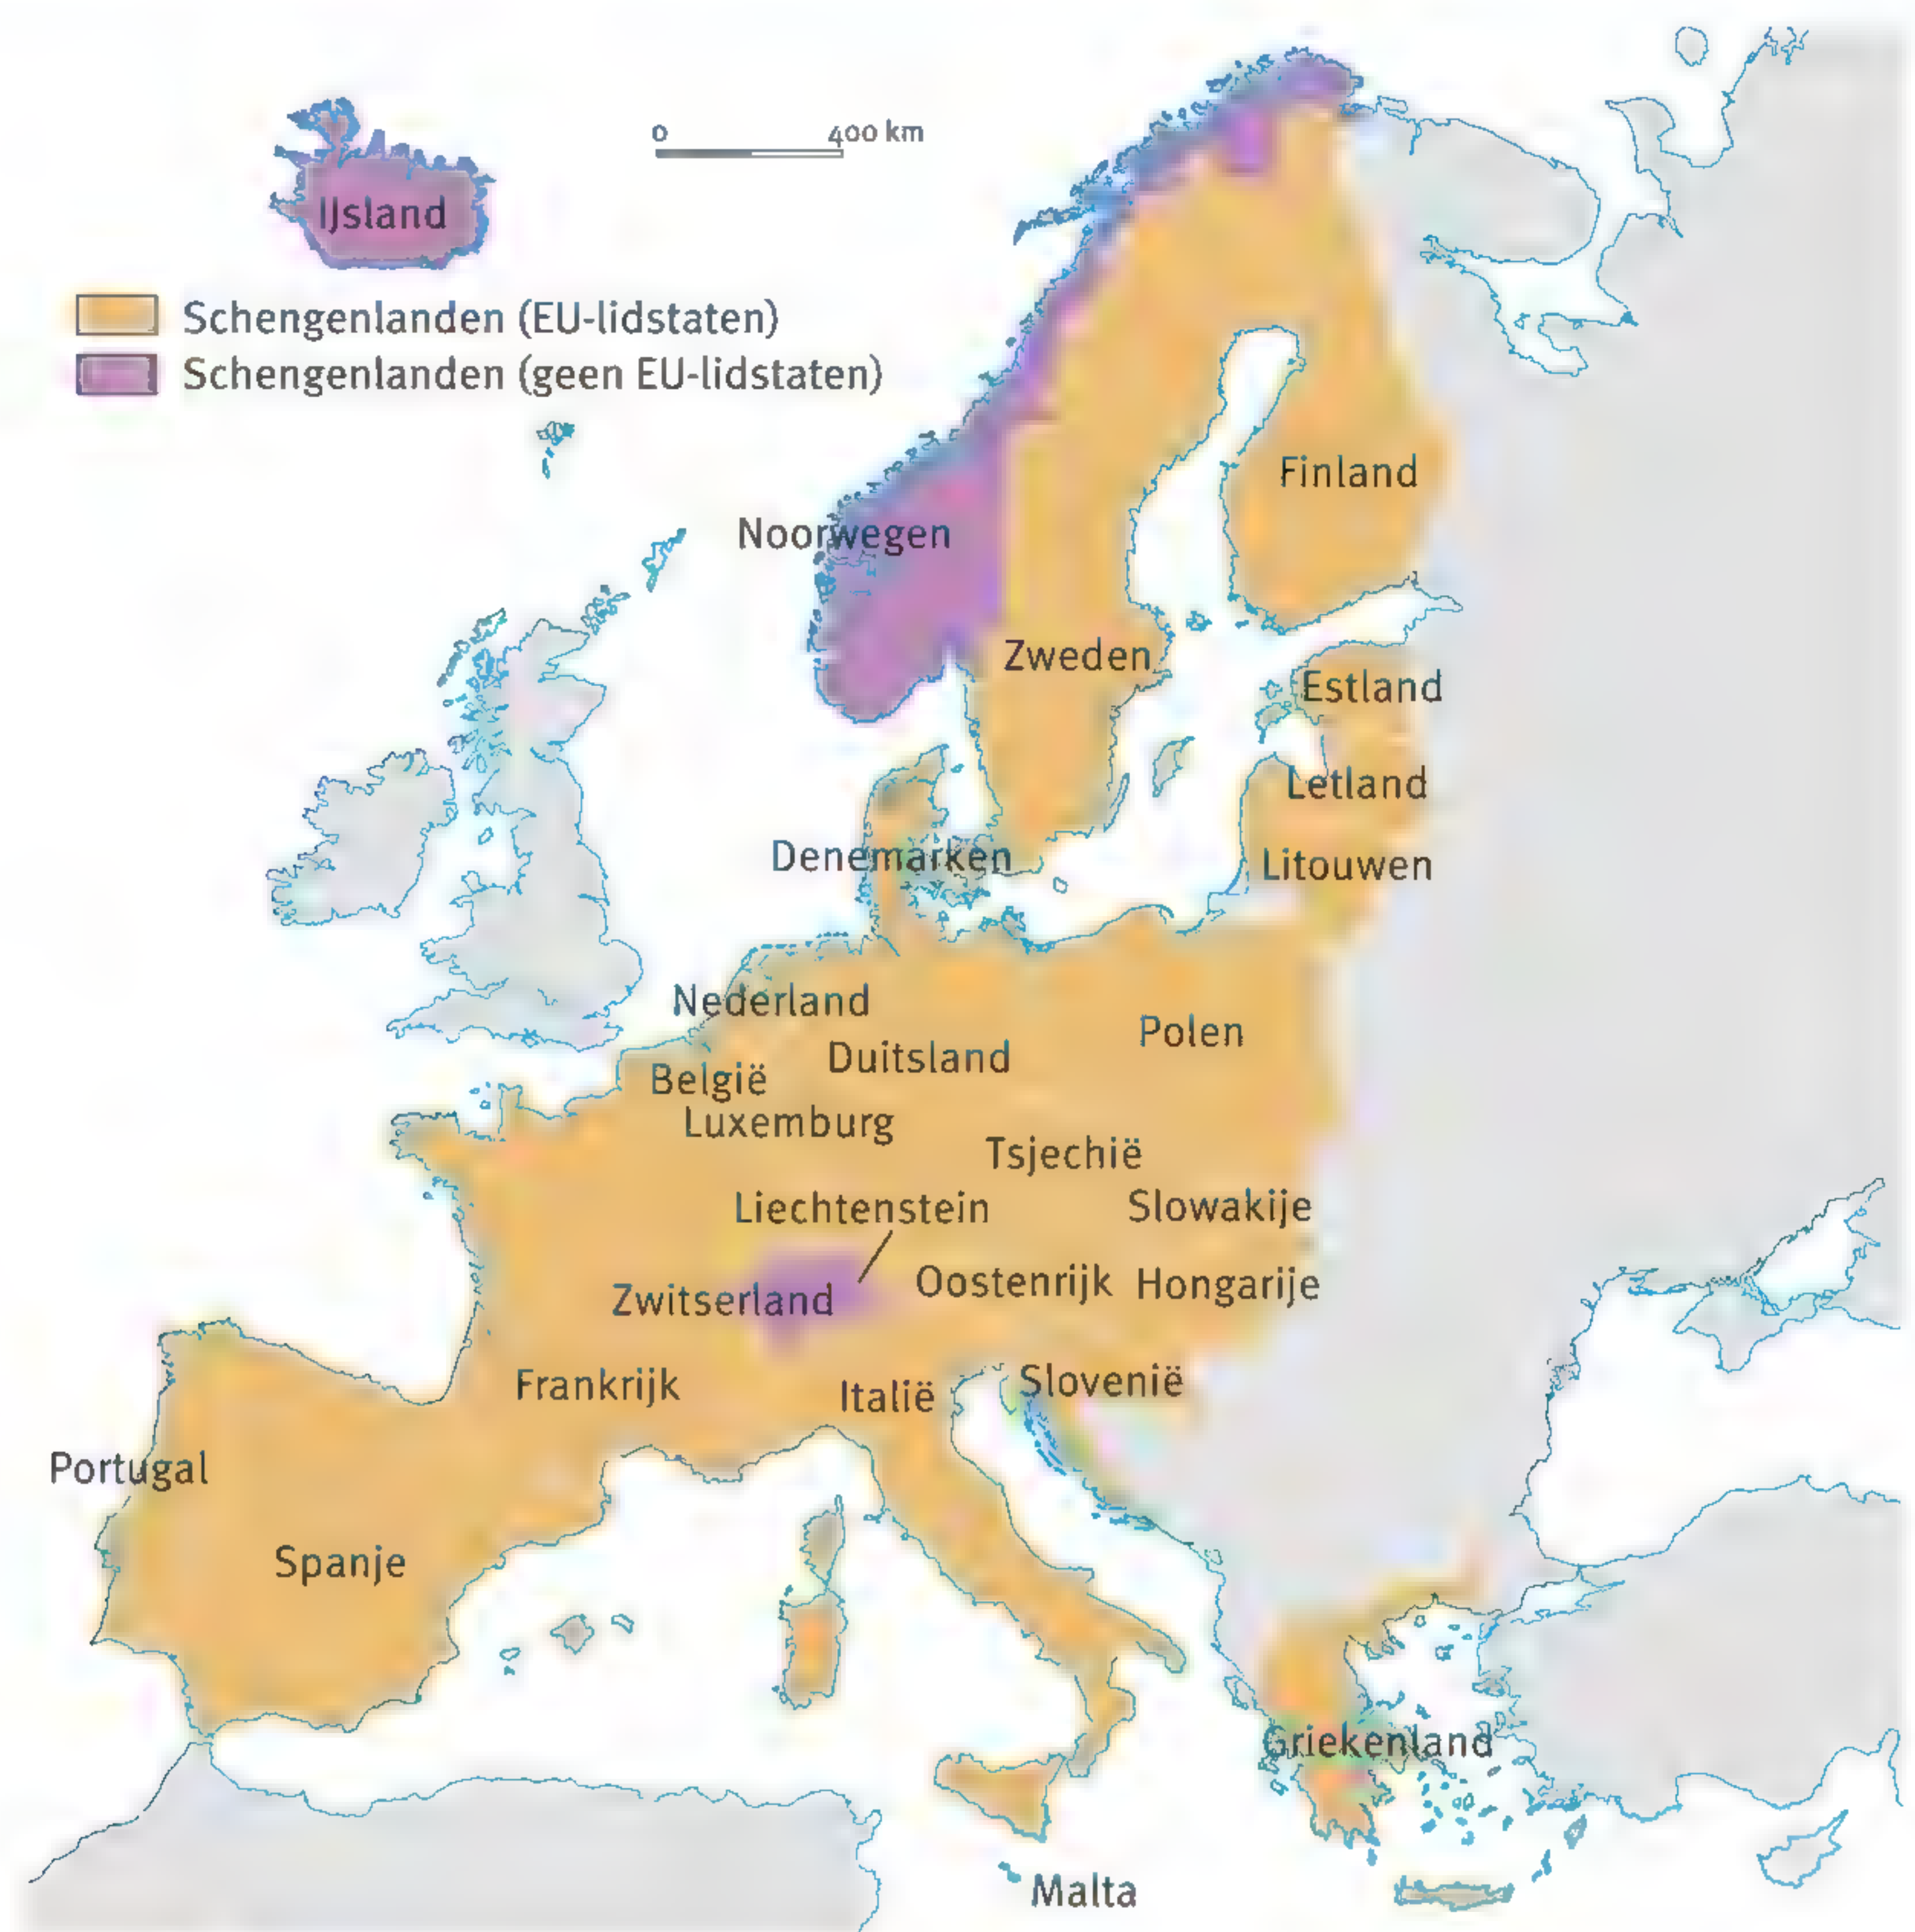 0 400 km
IJsland
Schengenlanden (EU-lidstaten)
Schengenlanden (geen EU-lidstaten)
Finland
Noorwegen
Zweden
Estland
Letland
Denemarken
Litouwen
Nederland
Polen
Duitsland
België
Luxemburg
Tsjechië
Liechtenstein
Slowakije
Oostenrijk
Hongarije
Zwitserland
Slovenië
Frankrijk
Italië
Portugal
Spanje
Griekenland
Malta